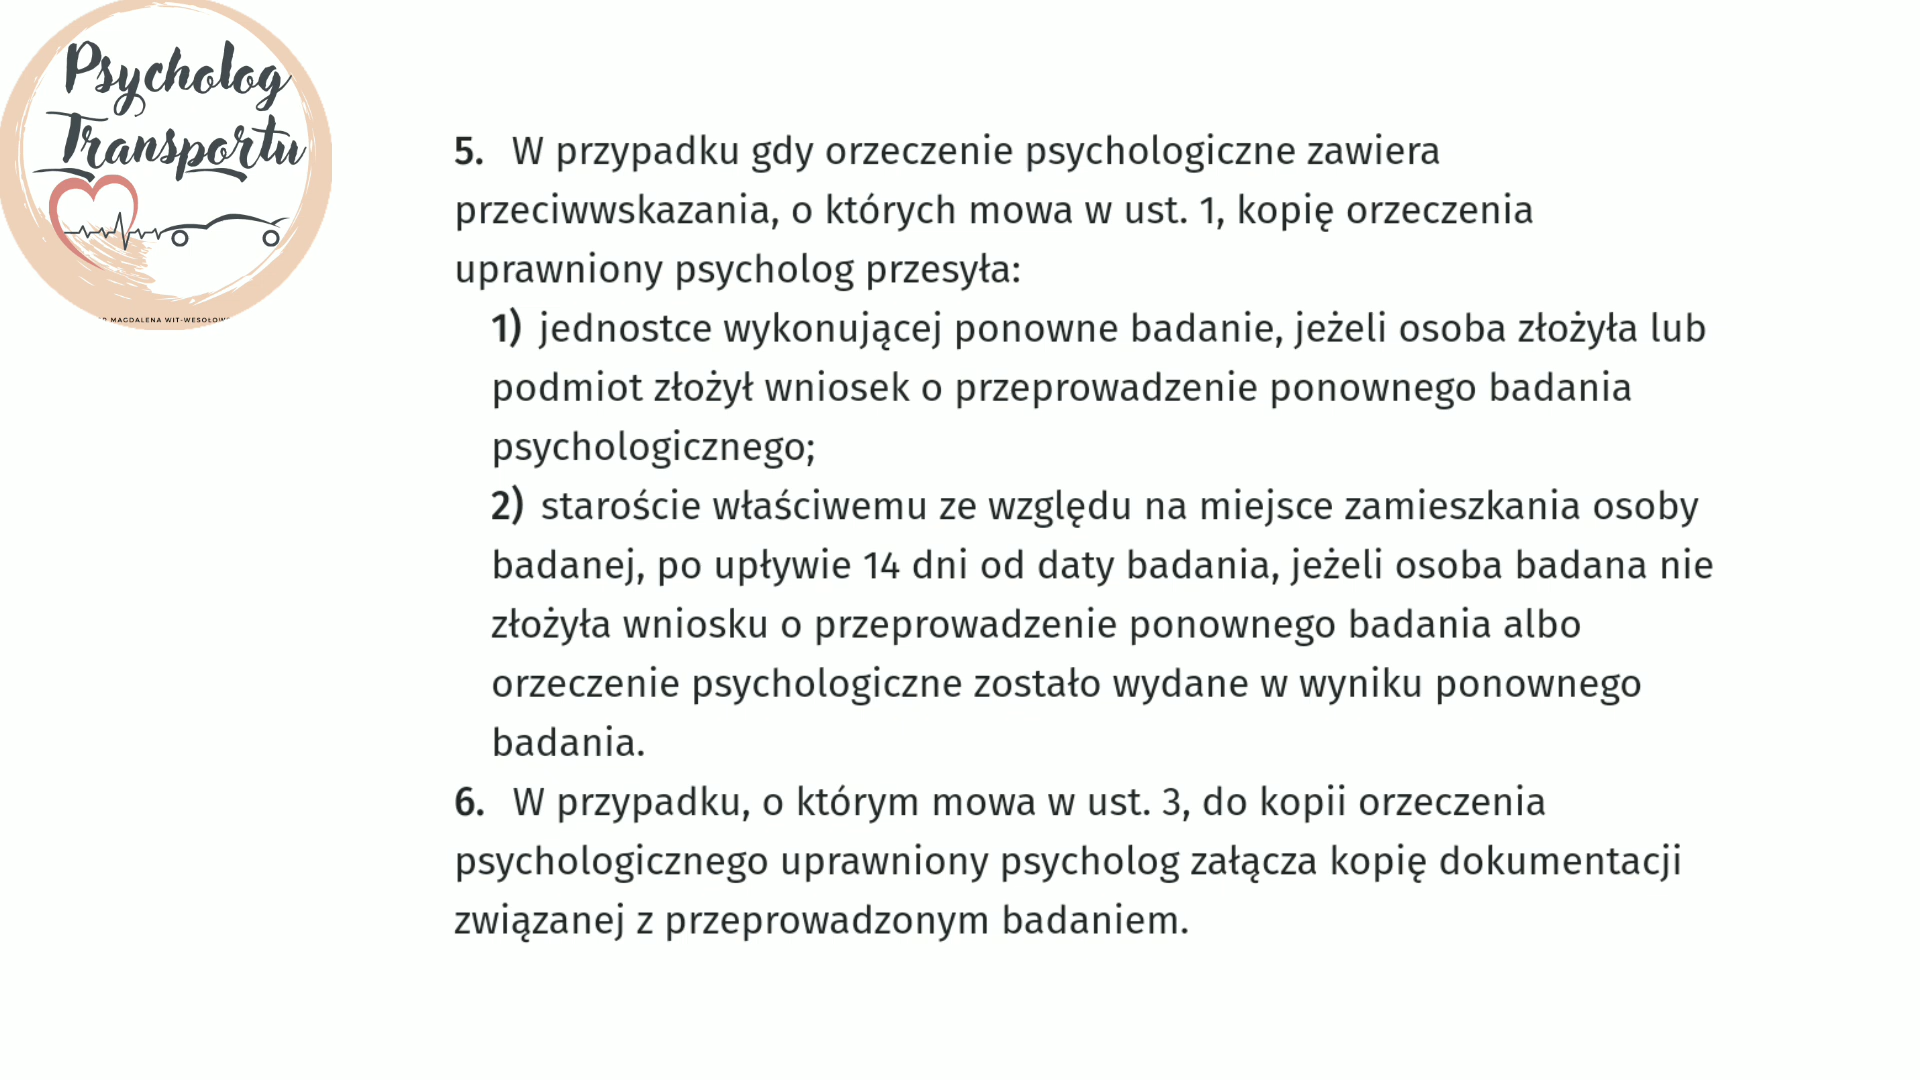 Psycholog
Transportu
MAGDALENA WIT-WESOŁOW
5. W przypadku gdy orzeczenie psychologiczne zawiera
przeciwwskazania, o których mowa w ust. 1, kopię orzeczenia
uprawniony psycholog przesyła:
1) jednostce wykonującej ponowne badanie, jeżeli osoba złożyła lub
podmiot złożył wniosek o przeprowadzenie ponownego badania
psychologicznego;
2) staroście właściwemu ze względu na miejsce zamieszkania osoby
badanej, po upływie 14 dni od daty badania, jeżeli osoba badana nie
złożyła wniosku o przeprowadzenie ponownego badania albo
orzeczenie psychologiczne zostało wydane w wyniku ponownego
badania.
6. W przypadku, o którym mowa w ust. 3, do kopii orzeczenia
psychologicznego uprawniony psycholog załącza kopię dokumentacji
związanej z przeprowadzonym badaniem.